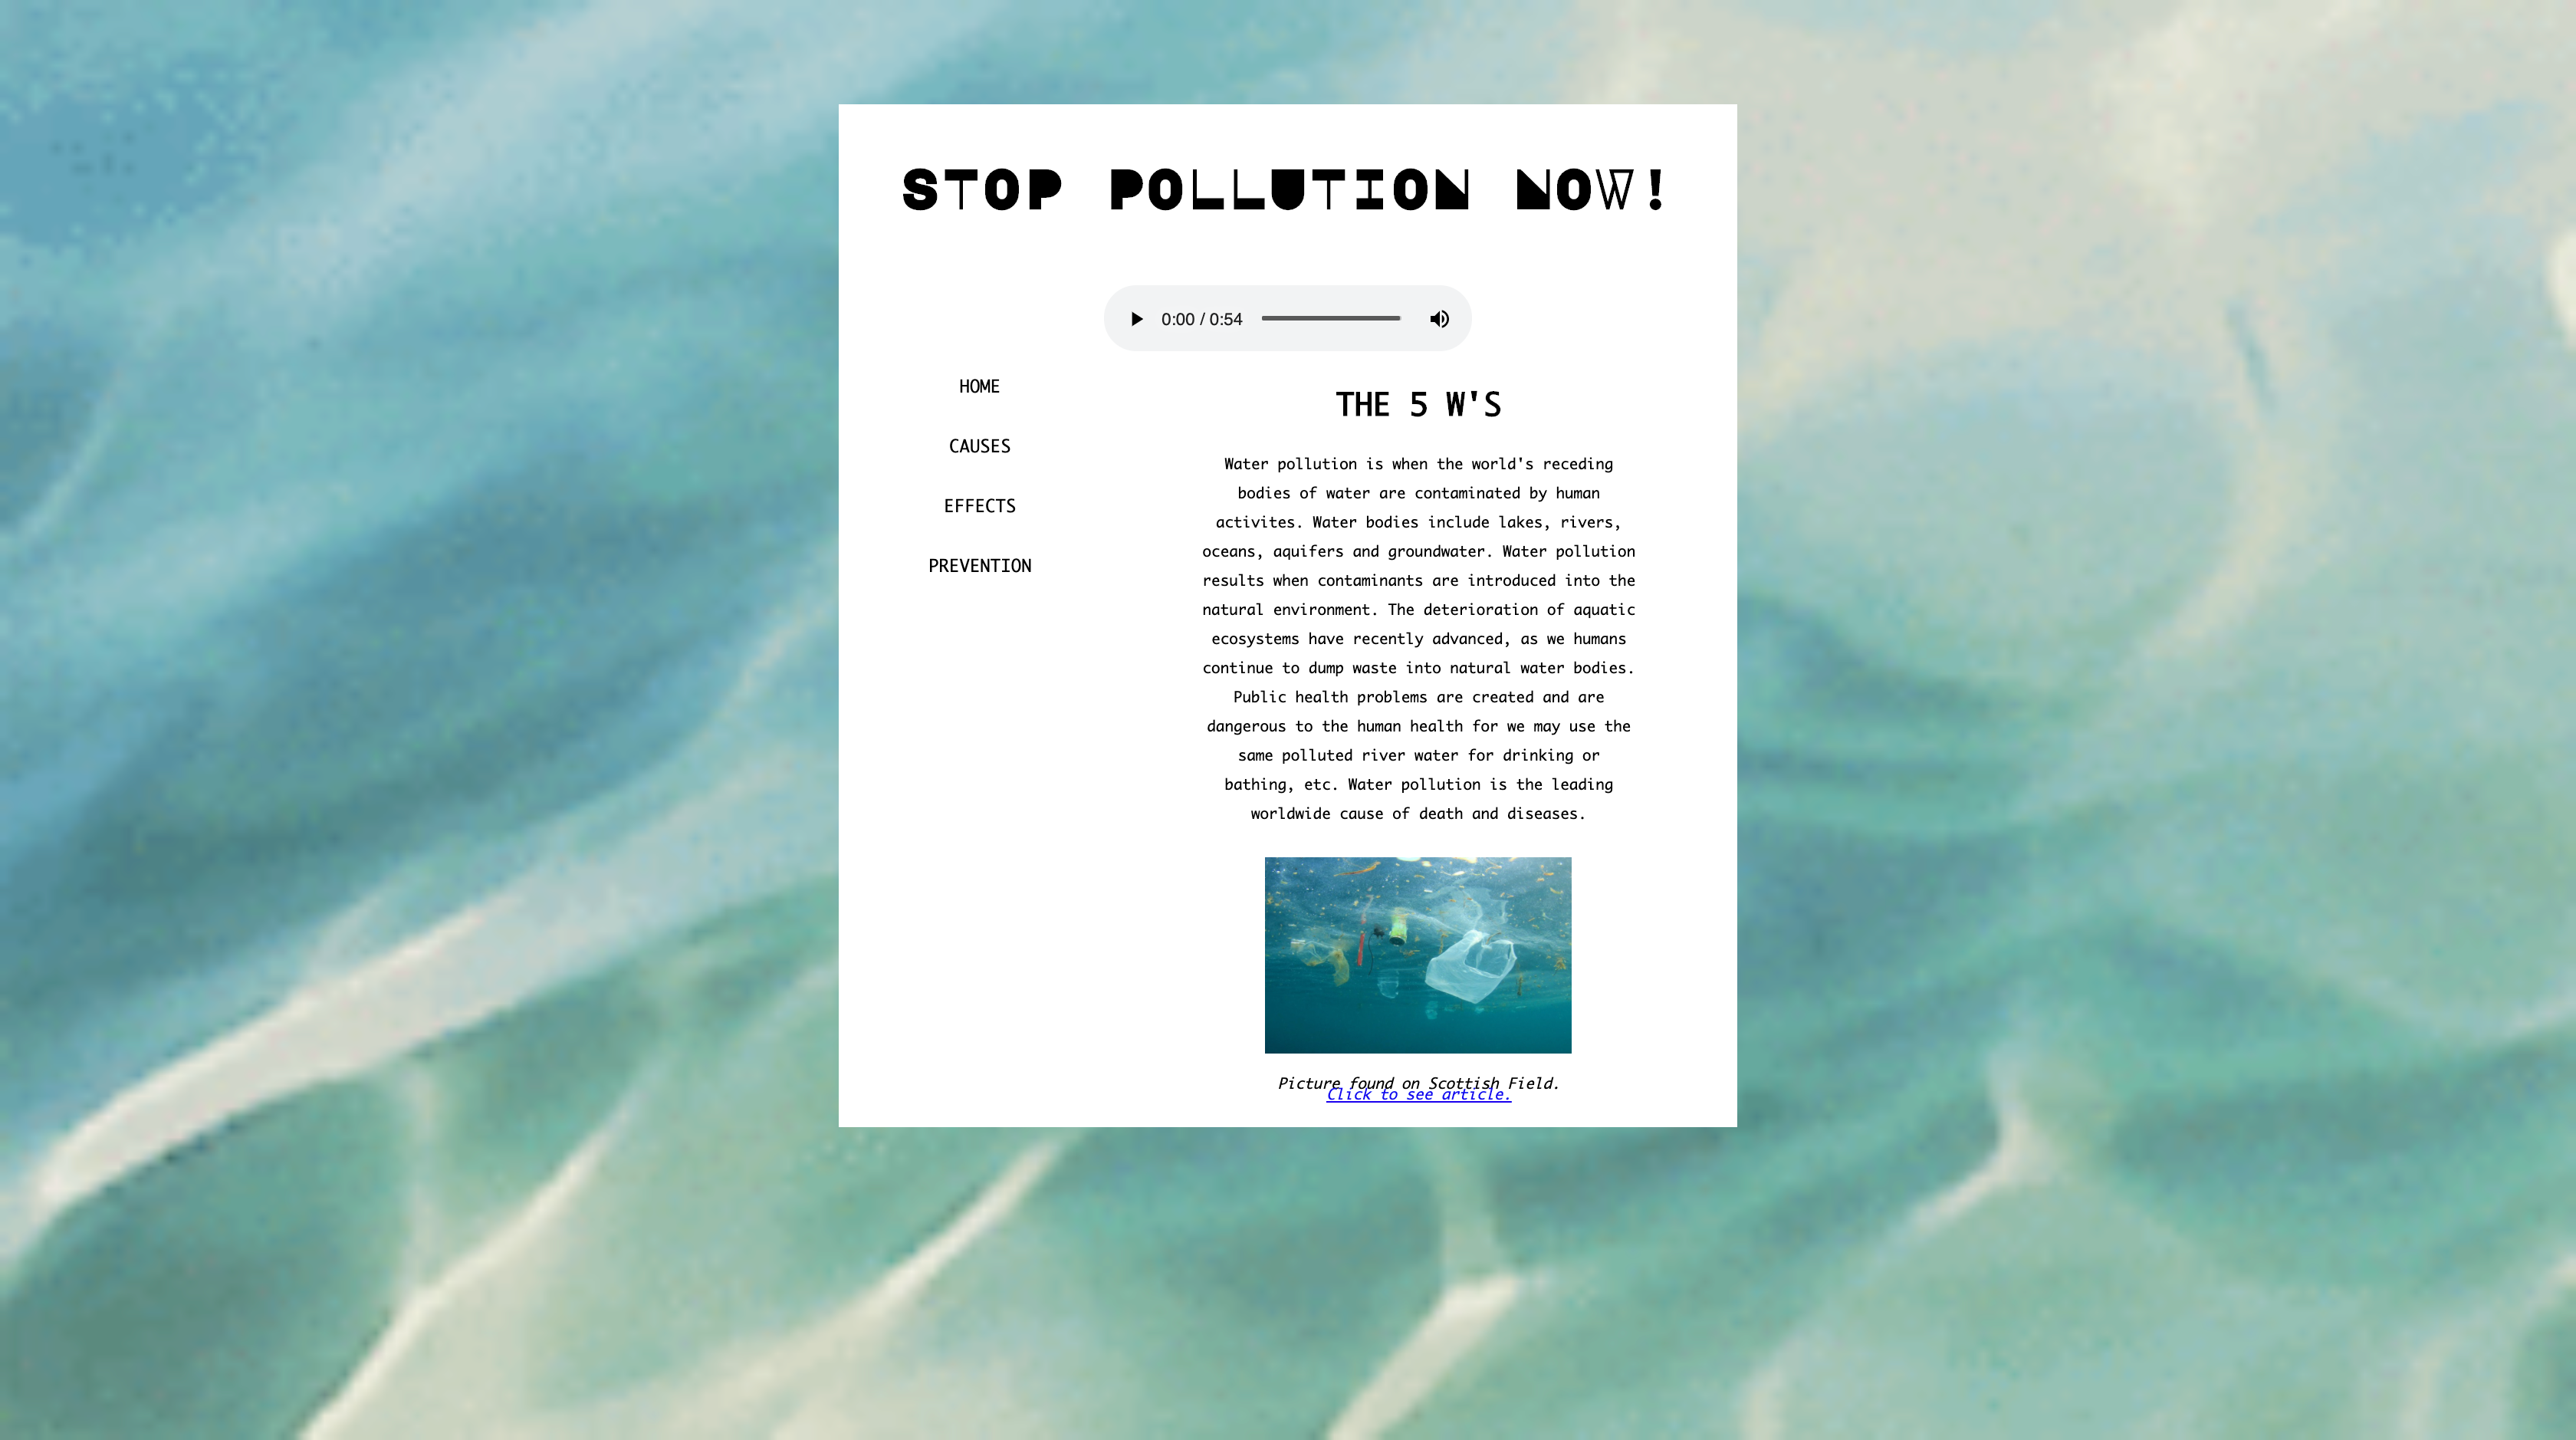 STOP POLLUTION NOW!
0:00 / 0:54
HOME
CAUSES
EFFECTS
PREVENTION
THE 5 W'S
Water pollution is when the world's receding
bodies of water are contaminated by human
activites. Water bodies include lakes, rivers,
oceans, aquifers and groundwater. Water pollution
results when contaminants are introduced into the
natural environment. The deterioration of aquatic
ecosystems have recently advanced, as we humans
continue to dump waste into natural water bodies.
Public health problems are created and are
dangerous to the human health for we may use the
same polluted river water for drinking or
bathing, etc. Water pollution is the leading
worldwide cause of death and diseases.
Picture found on Scottish Field.
Click to see article.